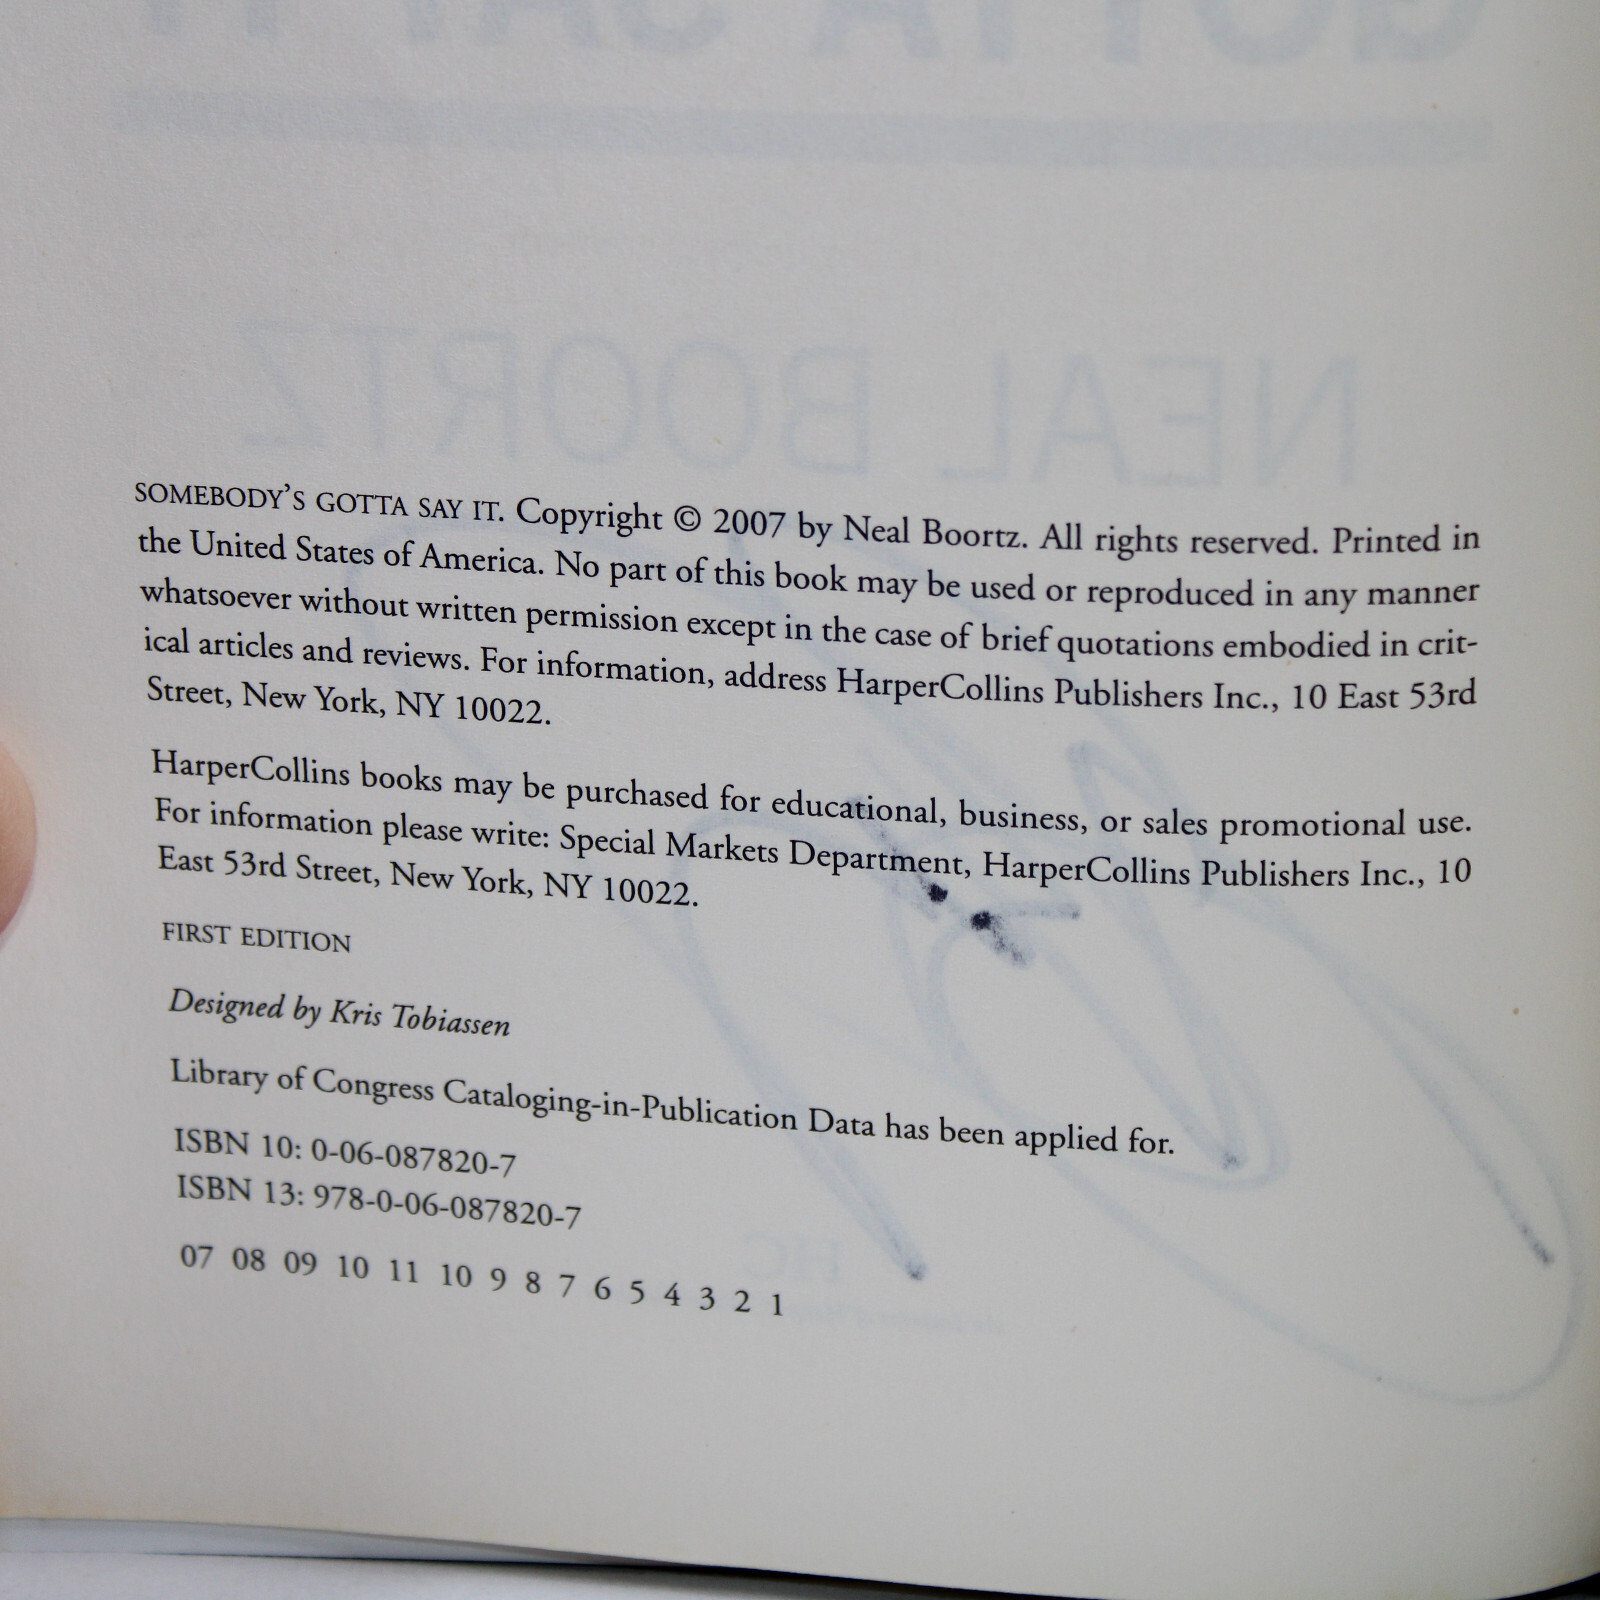 GOTTA SAY IT
NEAL BOORTZ
SOMEBODY'S GOTTA SAY IT. Copyright © 2007 by Neal Boortz. All rights reserved. Printed in
the United States of America. No part of this book may be used or reproduced in any manner
whatsoever without written permission except in the case of brief quotations embodied in crit-
ical articles and reviews. For information, address HarperCollins Publishers Inc., 10 East 53rd
Street, New York, NY 10022.
HarperCollins books may be purchased for educational, business, or sales promotional use.
For information please write: Special Markets Department, HarperCollins Publishers Inc., 10
East 53rd Street, New York, NY 10022.
FIRST EDITION
Designed by Kris Tobiassen
Library of Congress Cataloging-in-Publication Data has been applied for.
ISBN 10: 0-06-087820-7
ISBN 13: 978-0-06-087820-7
07 08 09 10 11 10 9 8 7 6 5 4 3 2 1